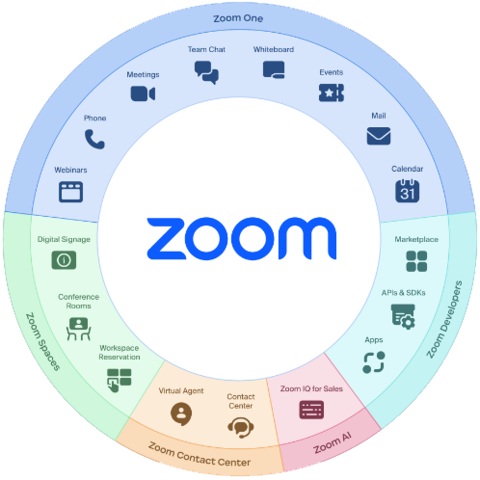 Zoom One
Team Chat
Whiteboard
Meetings
Events
Phone
Mail
Webinars
Calendar
31
zoom
Digital Signage
Marketplace
Conference
Rooms
APIs & SDKs
Workspace
Reservation
Apps
Zoom Spaces
Zoom Developers
Virtual Agent
Contact
Center
Zoom IQ for Sales
Zoom Contact Center
Zoom AI